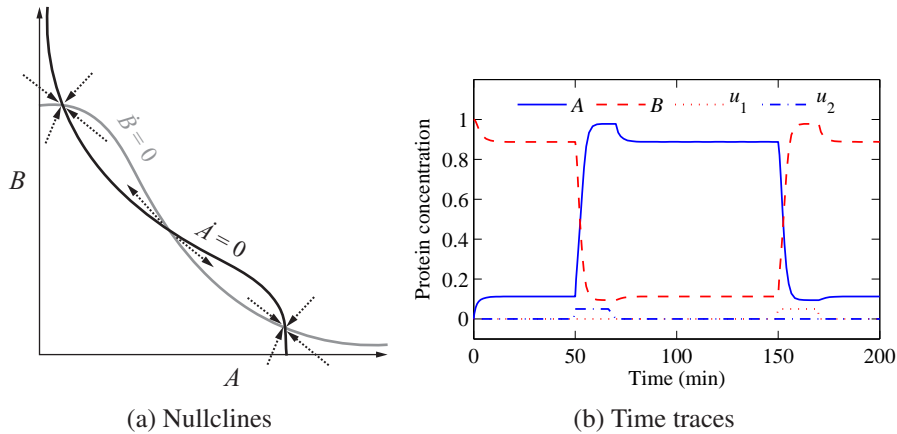 B
Ḃ = 0
Ȧ = 0
A
(a) Nullclines
A B u₁ u₂
Protein concentration
1
0.8
0.6
0.4
0.2
0
0 50 100 150 200
Time (min)
(b) Time traces